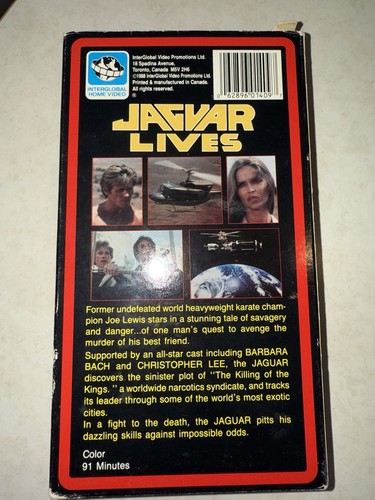 InterGlobal Video Promotions Ltd.
18 Spadina Avenue,
Toronto, Canada M5V 2H6
©1988 InterGlobal Video Promotions Ltd.
Printed & manufactured in Canada.
All rights reserved.
®
INTERGLOBAL
HOME VIDEO
0 62896 01409 7
JAGUAR
LIVES
Former undefeated world heavyweight karate cham-
pion Joe Lewis stars in a stunning tale of savagery
and danger...of one man's quest to avenge the
murder of his best friend.
Supported by an all-star cast including BARBARA
BACH and CHRISTOPHER LEE, the JAGUAR
discovers the sinister plot of "The Killing of the
Kings. " a worldwide narcotics syndicate, and tracks
its leader through some of the world's most exotic
cities.
In a fight to the death, the JAGUAR pits his
dazzling skills against impossible odds.
Color
91 Minutes